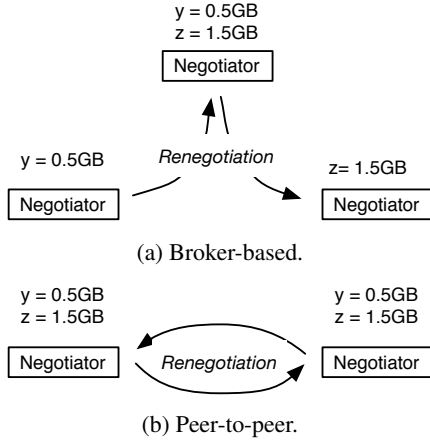 y = 0.5GB
z = 1.5GB
Negotiator
y = 0.5GB
Renegotiation
z= 1.5GB
Negotiator
Negotiator
(a) Broker-based.
y = 0.5GB
z = 1.5GB
y = 0.5GB
z = 1.5GB
Negotiator
Renegotiation
Negotiator
(b) Peer-to-peer.